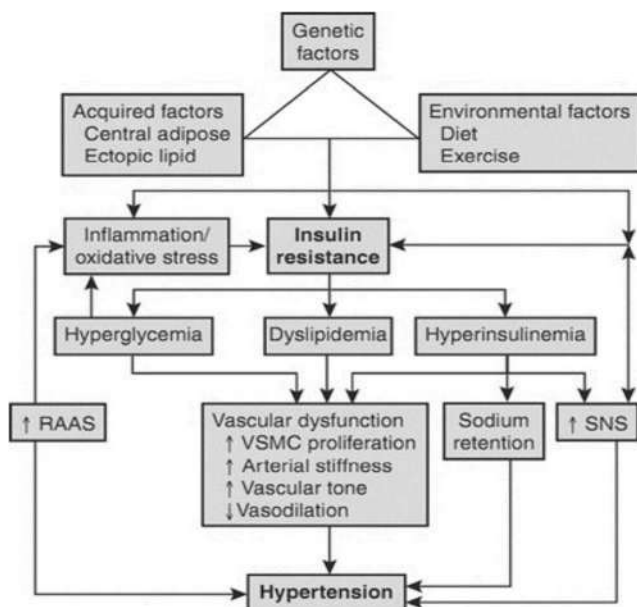 Genetic
factors
Acquired factors
Central adipose
Ectopic lipid
Environmental factors
Diet
Exercise
Inflammation/
oxidative stress
Insulin
resistance
Hyperglycemia
Dyslipidemia
Hyperinsulinemia
↑ RAAS
Vascular dysfunction
↑ VSMC proliferation
↑ Arterial stiffness
↑ Vascular tone
↓Vasodilation
Sodium
retention
↑ SNS
Hypertension